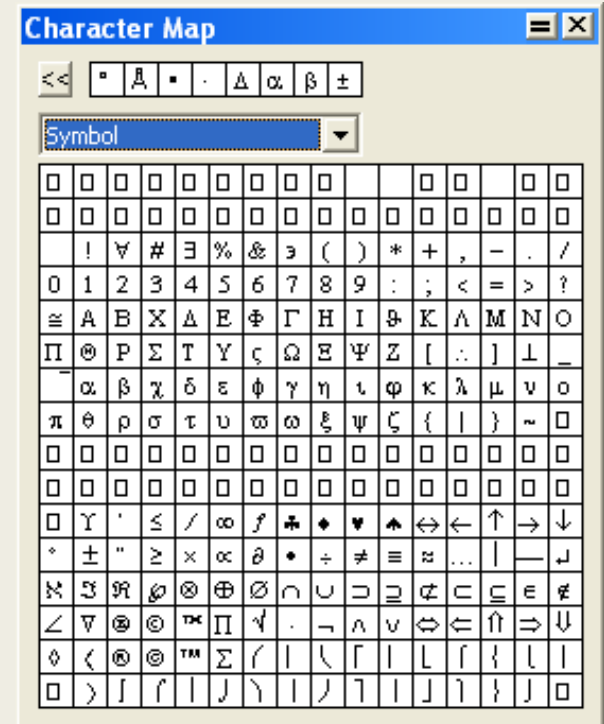 Character Map
<< ° Å ▪ · Δ α β ±
Symbol
! ∀ # ∃ % & ∍ ( ) * + , − . /
0 1 2 3 4 5 6 7 8 9 : ; < = > ?
≅ Α Β Χ Δ Ε Φ Γ Η Ι ϑ Κ Λ Μ Ν Ο
Π Θ Ρ Σ Τ Υ ς Ω Ξ Ψ Ζ [ ∴ ] ⊥ _
‾ α β χ δ ε ϕ γ η ι φ κ λ μ ν ο
π θ ρ σ τ υ ϖ ω ξ ψ ζ { | } ~ □
□ ϒ ′ ≤ ⁄ ∞ ƒ ♣ ♦ ♥ ♠ ↔ ← ↑ → ↓
° ± ″ ≥ × ∝ ∂ • ÷ ≠ ≡ ≈ … | — ↵
ℵ ℑ ℜ ℘ ⊗ ⊕ ∅ ∩ ∪ ⊃ ⊇ ⊄ ⊂ ⊆ ∈ ∉
∠ ∇ ® © ™ ∏ √ ⋅ ¬ ∧ ∨ ⇔ ⇐ ⇑ ⇒ ⇓
◊ 〈 ® © ™ ∑ ⎛ ⎜ ⎝ ⎡ ⎢ ⎣ ⎧ ⎨ ⎩ ⎪
□ 〉 ∫ ⌠ ⎮ ⌡ ⎞ ⎟ ⎠ ⎤ ⎥ ⎦ ⎫ ⎬ ⎭ □